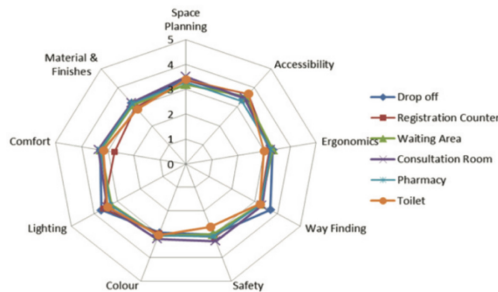 Space
Planning
Accessibility
Ergonomics
Way Finding
Safety
Colour
Lighting
Comfort
Material &
Finishes
5
4
3
2
1
0
Drop off
Registration Counter
Waiting Area
Consultation Room
Pharmacy
Toilet